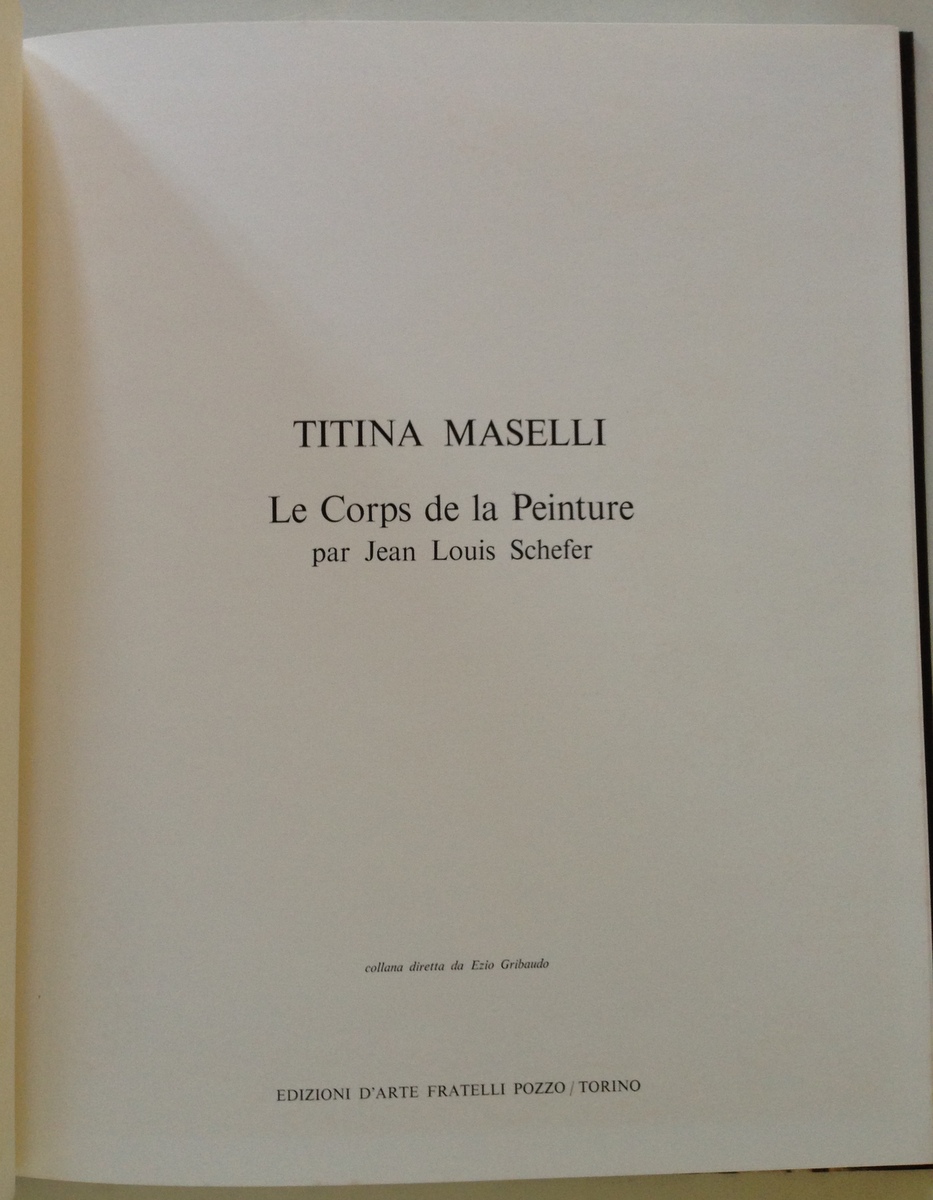 TITINA MASELLI
Le Corps de la Peinture
par Jean Louis Schefer
collana diretta da Ezio Gribaudo
EDIZIONI D'ARTE FRATELLI POZZO / TORINO